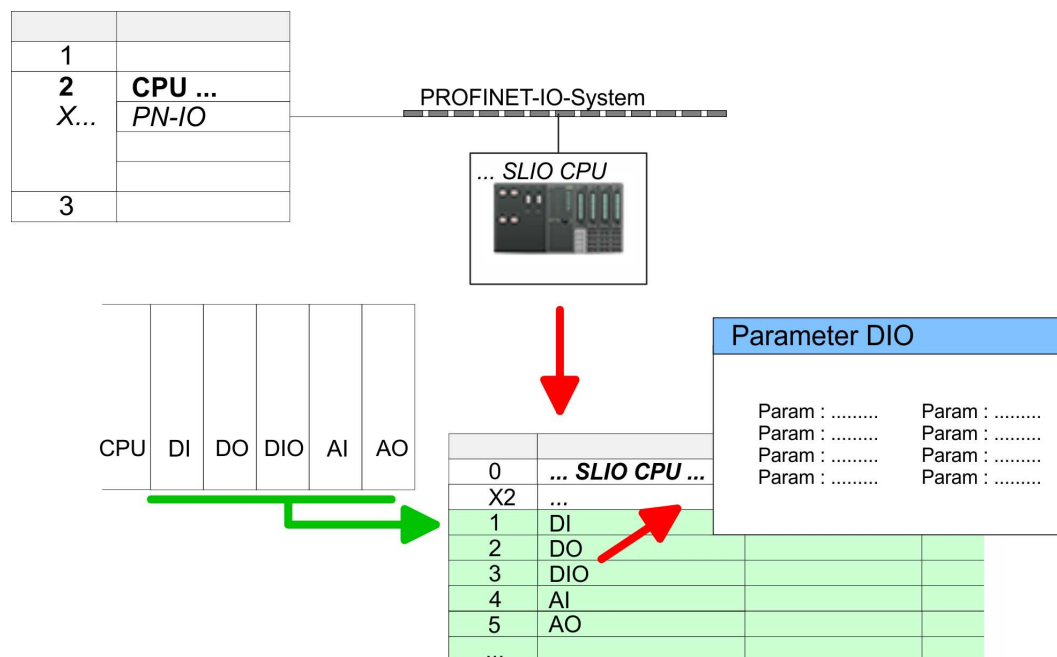 1
2 CPU ...
X... PN-IO
3
PROFINET-IO-System
... SLIO CPU
CPU DI DO DIO AI AO
Parameter DIO
Param : ......... Param : .........
Param : ......... Param : .........
Param : ......... Param : .........
Param : ......... Param : .........
0 ... SLIO CPU ...
X2 ...
1 DI
2 DO
3 DIO
4 AI
5 AO
...